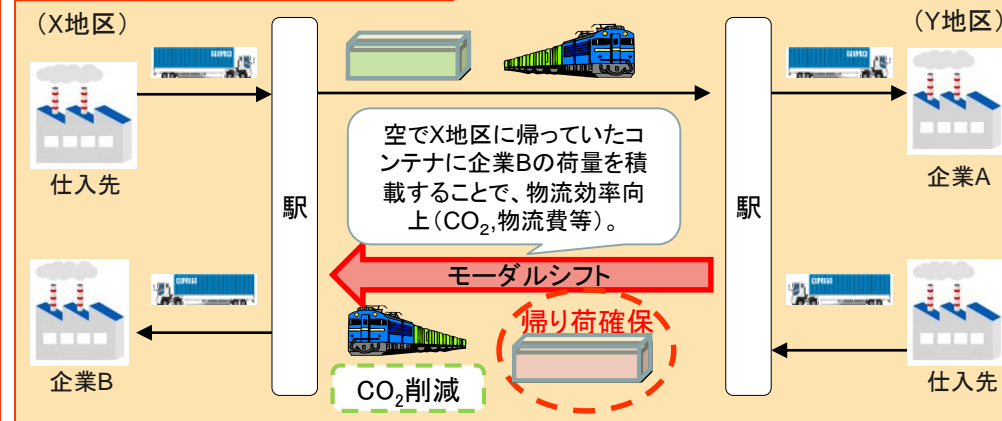 （X地区）
（Y地区）
仕入先
駅
空でX地区に帰っていたコ
ンテナに企業Bの荷量を積
載することで、物流効率向
上（CO₂,物流費等）。
駅
企業A
モーダルシフト
帰り荷確保
企業B
CO₂削減
仕入先